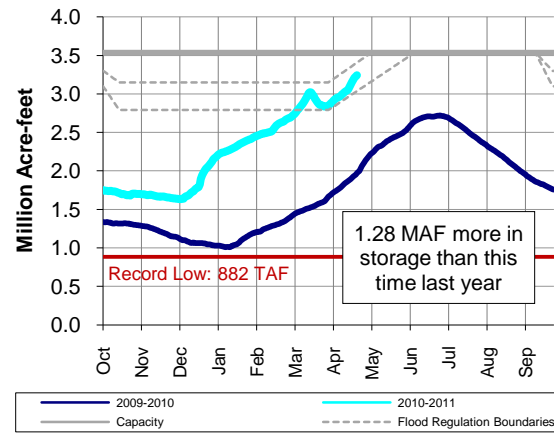 Million Acre-feet
4.0
3.5
3.0
2.5
2.0
1.5
1.0
0.5
0.0
1.28 MAF more in
storage than this
time last year
Record Low: 882 TAF
Oct
Nov
Dec
Jan
Feb
Mar
Apr
May
Jun
Jul
Aug
Sep
2009-2010
2010-2011
Capacity
Flood Regulation Boundaries